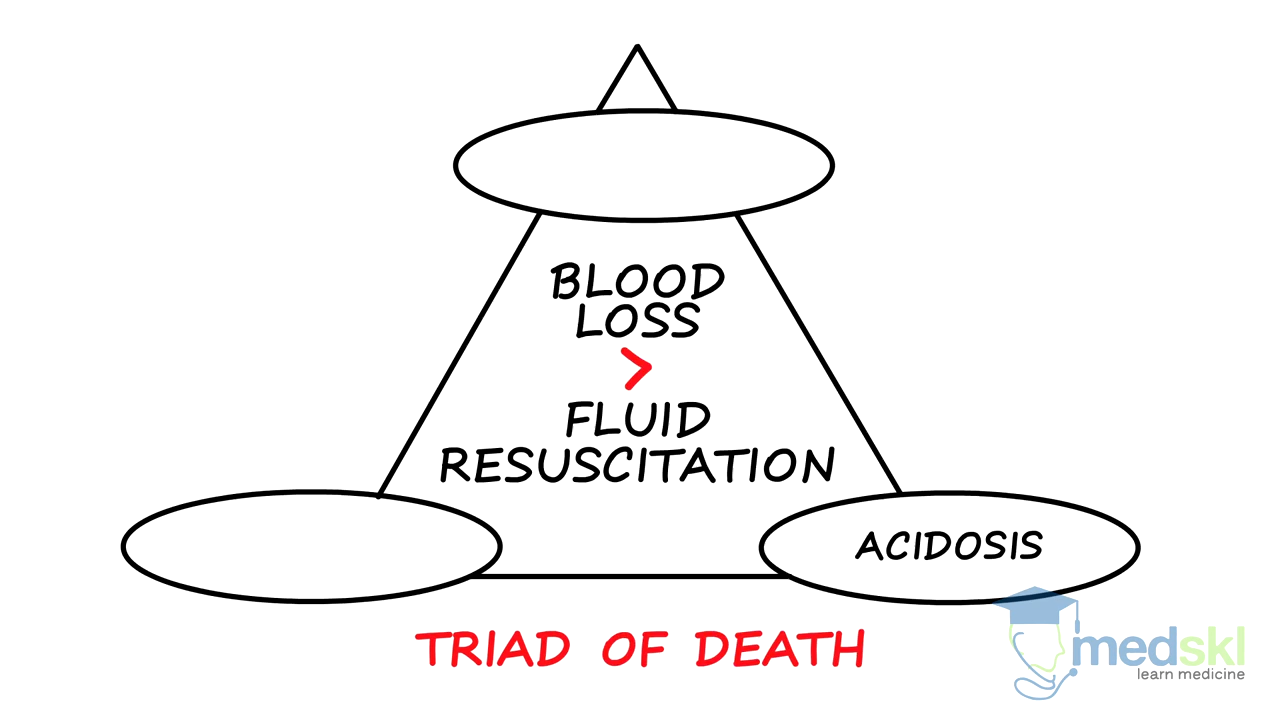 BLOOD
LOSS
>
FLUID
RESUSCITATION
ACIDOSIS
TRIAD OF DEATH
medskl
learn medicine